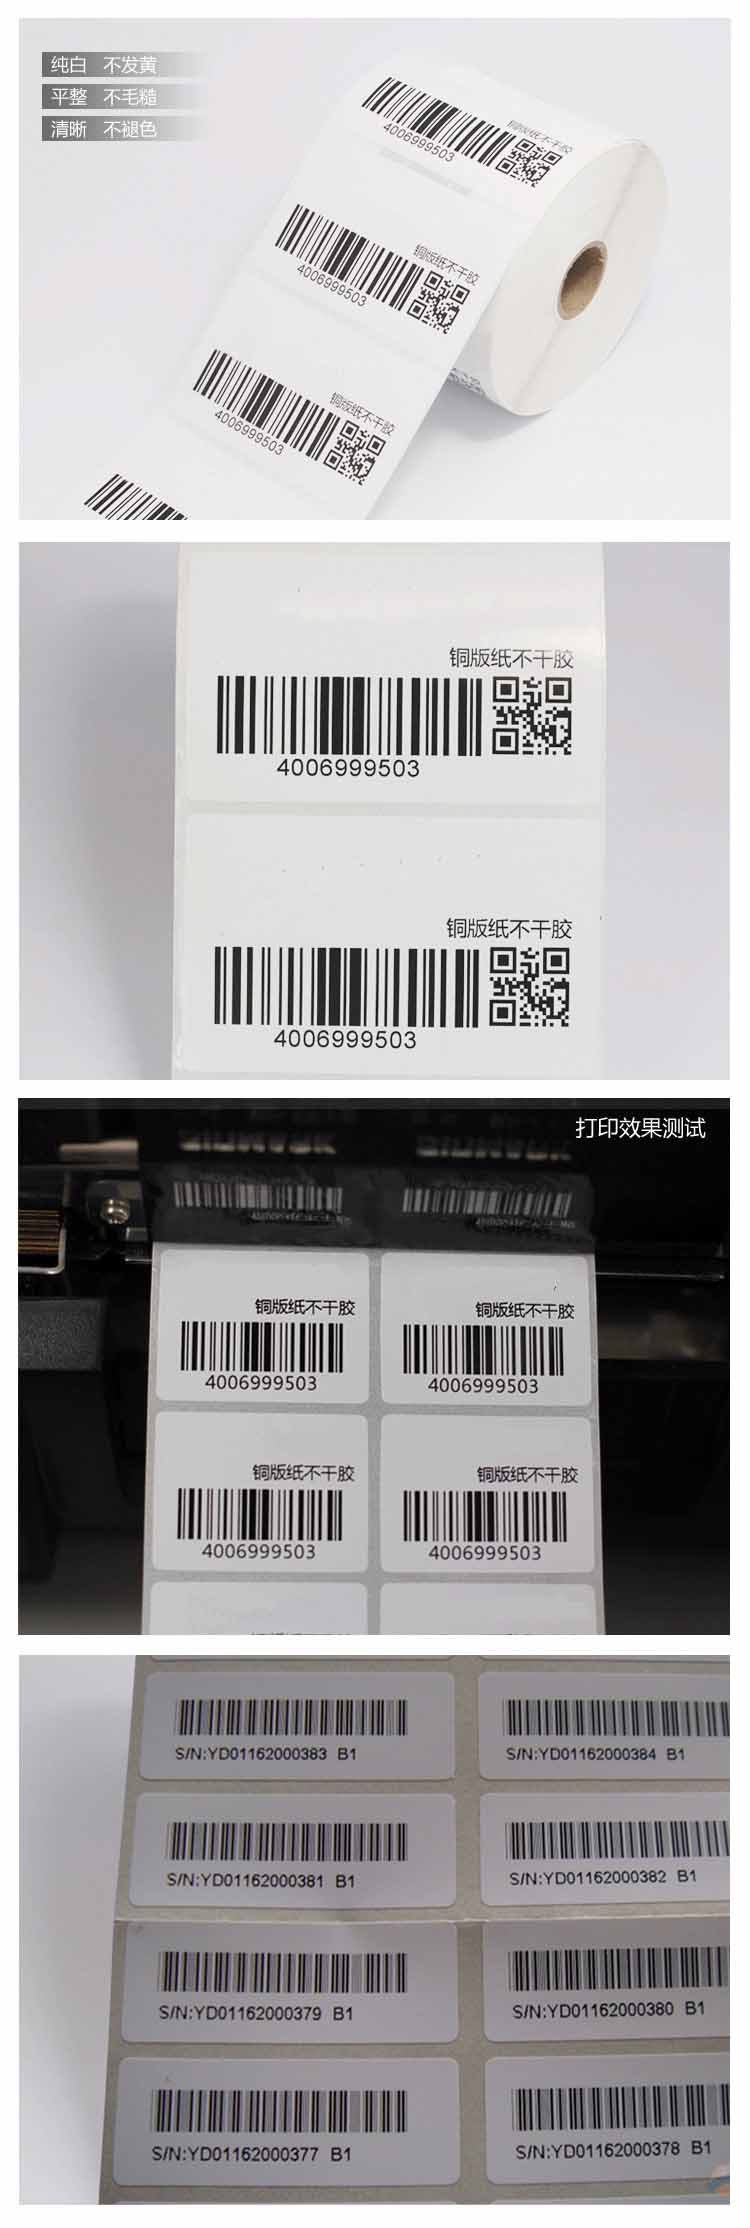 纯白 不发黄
平整 不毛糙
清晰 不褪色
铜版纸不干胶
4006999503
铜版纸不干胶
4006999503
铜版纸不干胶
4006999503
铜版纸不干胶
4006999503
铜版纸不干胶
4006999503
打印效果测试
铜版纸不干胶 铜版纸不干胶
4006999503 4006999503
铜版纸不干胶 铜版纸不干胶
4006999503 4006999503
S/N:YD01162000383 B1 S/N:YD01162000384 B1
S/N:YD01162000381 B1 S/N:YD01162000382 B1
S/N:YD01162000379 B1 S/N:YD01162000380 B1
S/N:YD01162000377 B1 S/N:YD01162000378 B1